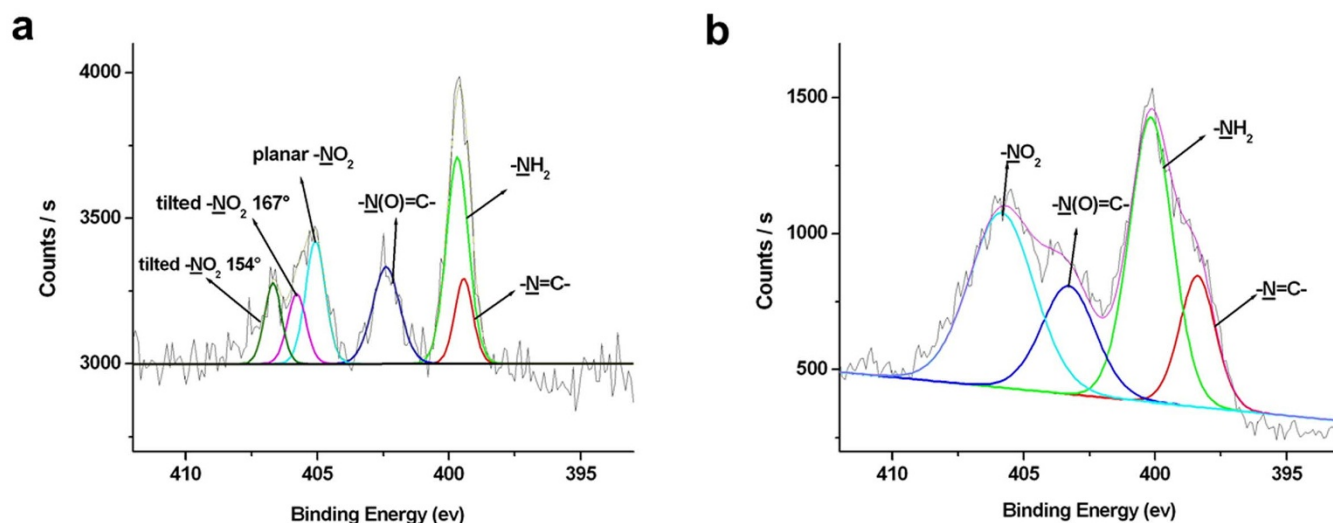 a
4000
3500
3000
Counts / s
planar -NO2
tilted -NO2 167°
tilted -NO2 154°
-N(O)=C-
-NH2
-N=C-
410
405
400
395
Binding Energy (ev)
b
1500
1000
500
Counts / s
-NO2
-N(O)=C-
-NH2
-N=C-
410
405
400
395
Binding Energy (ev)